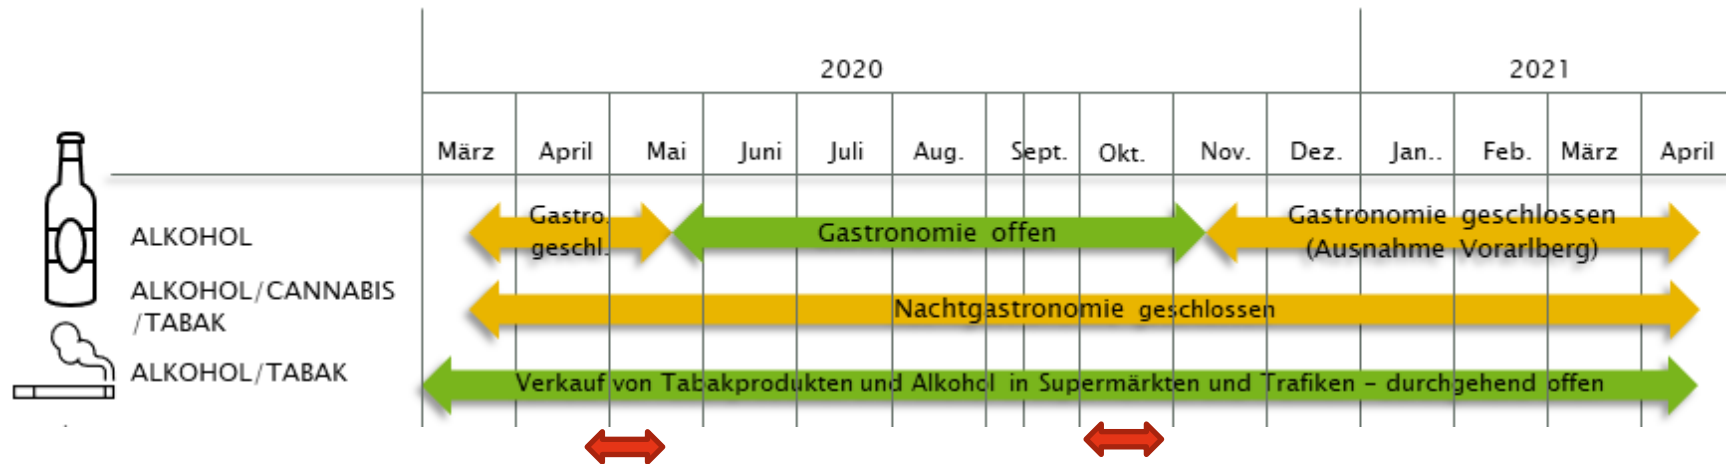 2020 2021
März April Mai Juni Juli Aug. Sept. Okt. Nov. Dez. Jan.. Feb. März April
ALKOHOL
Gastro.
geschl.
Gastronomie offen
Gastronomie geschlossen
(Ausnahme Vorarlberg)
ALKOHOL/CANNABIS
/TABAK
Nachtgastronomie geschlossen
ALKOHOL/TABAK
Verkauf von Tabakprodukten und Alkohol in Supermärkten und Trafiken – durchgehend offen